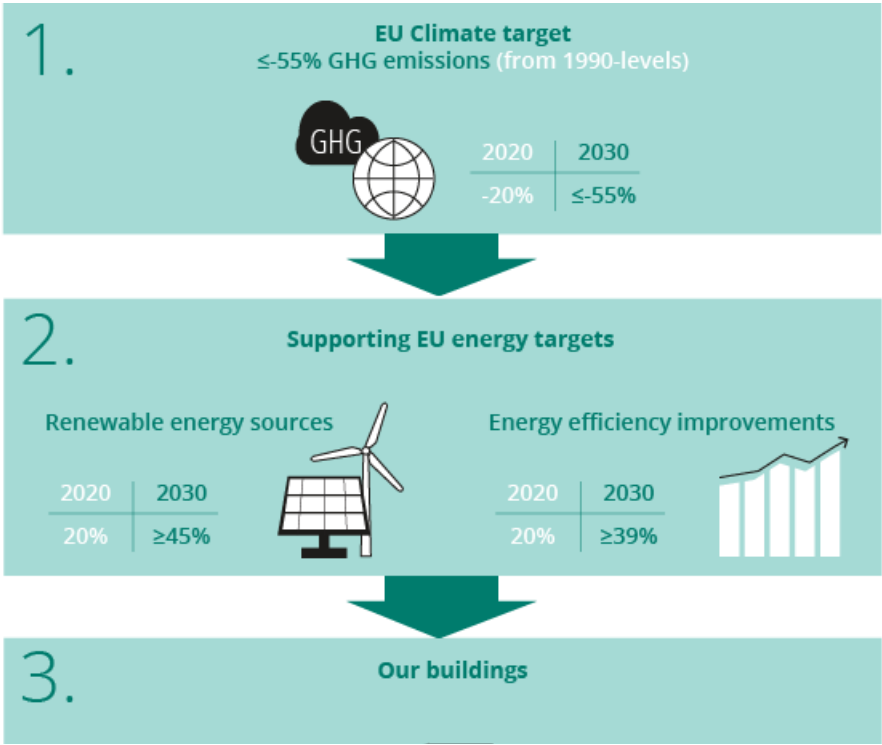 1.
EU Climate target
≤-55% GHG emissions (from 1990-levels)
GHG
2020 2030
-20% ≤-55%
2.
Supporting EU energy targets
Renewable energy sources
2020 2030
20% ≥45%
Energy efficiency improvements
2020 2030
20% ≥39%
3.
Our buildings